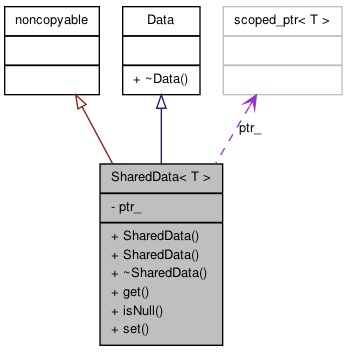 noncopyable
Data
+ ~Data()
scoped_ptr< T >
ptr_
SharedData< T >
- ptr_
+ SharedData()
+ SharedData()
+ ~SharedData()
+ get()
+ isNull()
+ set()